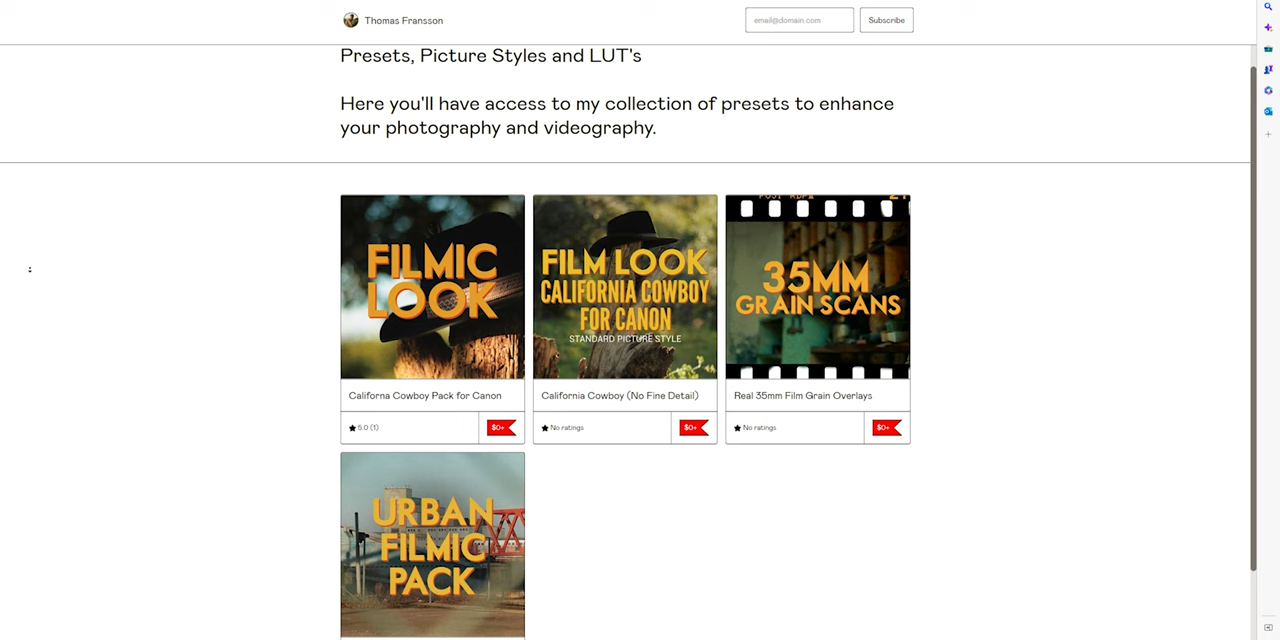 Thomas Fransson
email@domain.com
Subscribe
Presets, Picture Styles and LUT's
Here you'll have access to my collection of presets to enhance
your photography and videography.
FILMIC
LOOK
Californa Cowboy Pack for Canon
5.0 (1)
$0+
FILM LOOK
CALIFORNIA COWBOY
FOR CANON
STANDARD PICTURE STYLE
California Cowboy (No Fine Detail)
No ratings
$0+
35MM
GRAIN SCANS
Real 35mm Film Grain Overlays
No ratings
$0+
URBAN
FILMIC
PACK